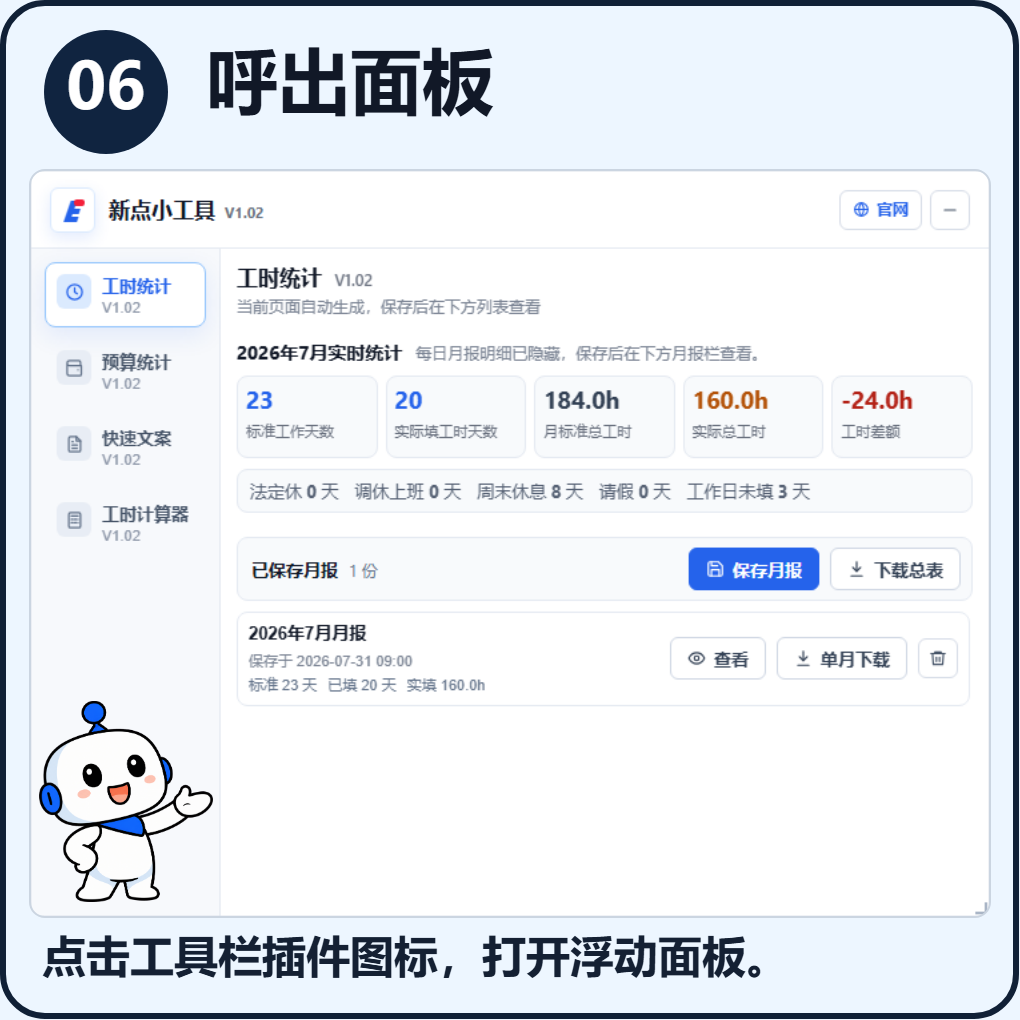 06 呼出面板
新点小工具 V1.02
官网
工时统计
V1.02
预算统计
V1.02
快速文案
V1.02
工时计算器
V1.02
工时统计 V1.02
当前页面自动生成，保存后在下方列表查看
2026年7月实时统计 每日月报明细已隐藏，保存后在下方月报栏查看。
23
标准工作天数
20
实际填工时天数
184.0h
月标准总工时
160.0h
实际总工时
-24.0h
工时差额
法定休 0 天 调休上班 0 天 周末休息 8 天 请假 0 天 工作日未填 3 天
已保存月报 1 份
保存月报
下载总表
2026年7月月报
保存于 2026-07-31 09:00
标准 23 天 已填 20 天 实填 160.0h
查看
单月下载
点击工具栏插件图标，打开浮动面板。